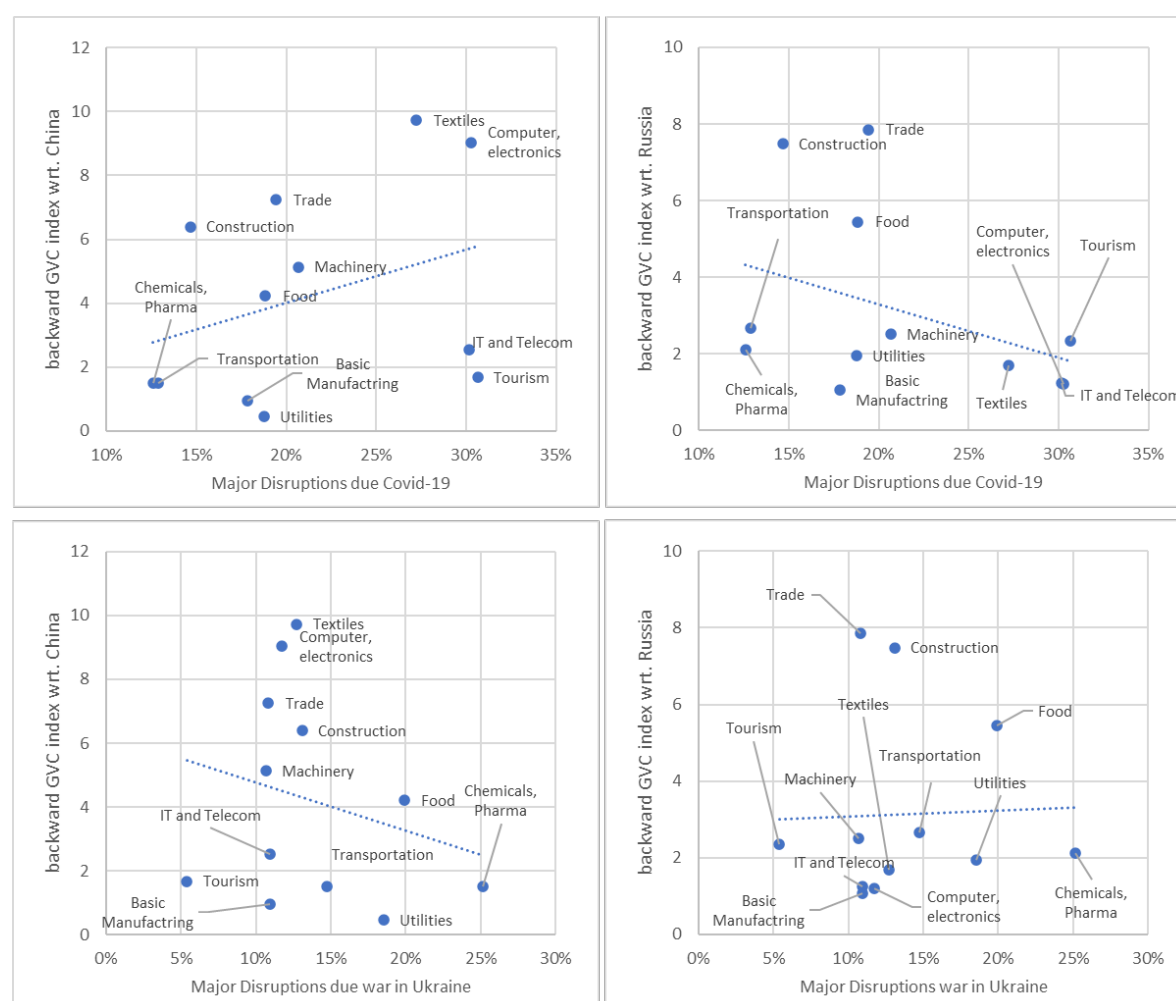 12
10
8
6
4
2
0
backward GVC index wrt. China
Textiles
Computer,
electronics
Trade
Construction
Machinery
Chemicals,
Pharma
Food
IT and Telecom
Transportation
Basic
Manufactring
Tourism
Utilities
10%
15%
20%
25%
30%
35%
Major Disruptions due Covid-19
10
8
6
4
2
0
backward GVC index wrt. Russia
Trade
Construction
Transportation
Food
Computer,
electronics
Tourism
Machinery
Utilities
Chemicals,
Pharma
Basic
Manufactring
Textiles
IT and Telecom
10%
15%
20%
25%
30%
35%
Major Disruptions due Covid-19
12
10
8
6
4
2
0
backward GVC index wrt. China
Textiles
Computer,
electronics
Trade
Construction
Machinery
Chemicals,
Pharma
Food
IT and Telecom
Transportation
Tourism
Basic
Manufactring
Utilities
0%
5%
10%
15%
20%
25%
30%
Major Disruptions due war in Ukraine
10
8
6
4
2
0
backward GVC index wrt. Russia
Trade
Construction
Textiles
Food
Tourism
Transportation
Machinery
Utilities
IT and Telecom
Basic
Manufactring
Computer,
electronics
Chemicals,
Pharma
0%
5%
10%
15%
20%
25%
30%
Major Disruptions war in Ukraine